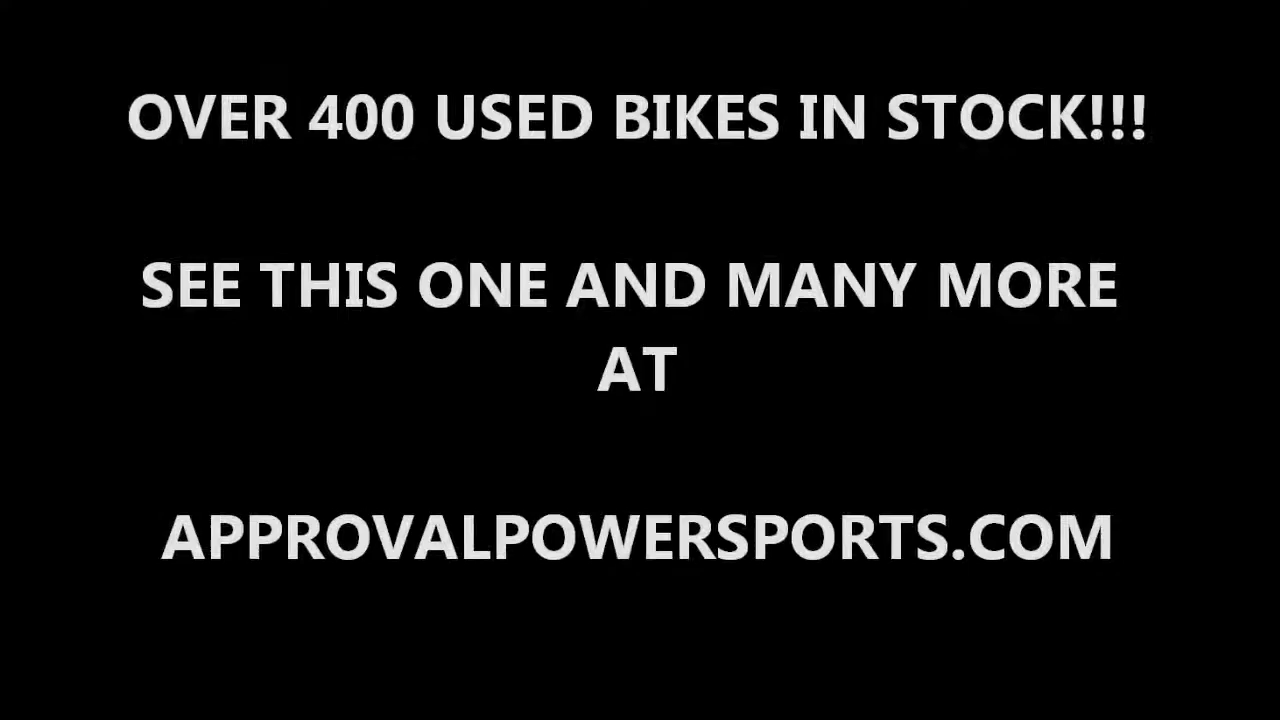 OVER 400 USED BIKES IN STOCK!!!
SEE THIS ONE AND MANY MORE
AT
APPROVALPOWERSPORTS.COM